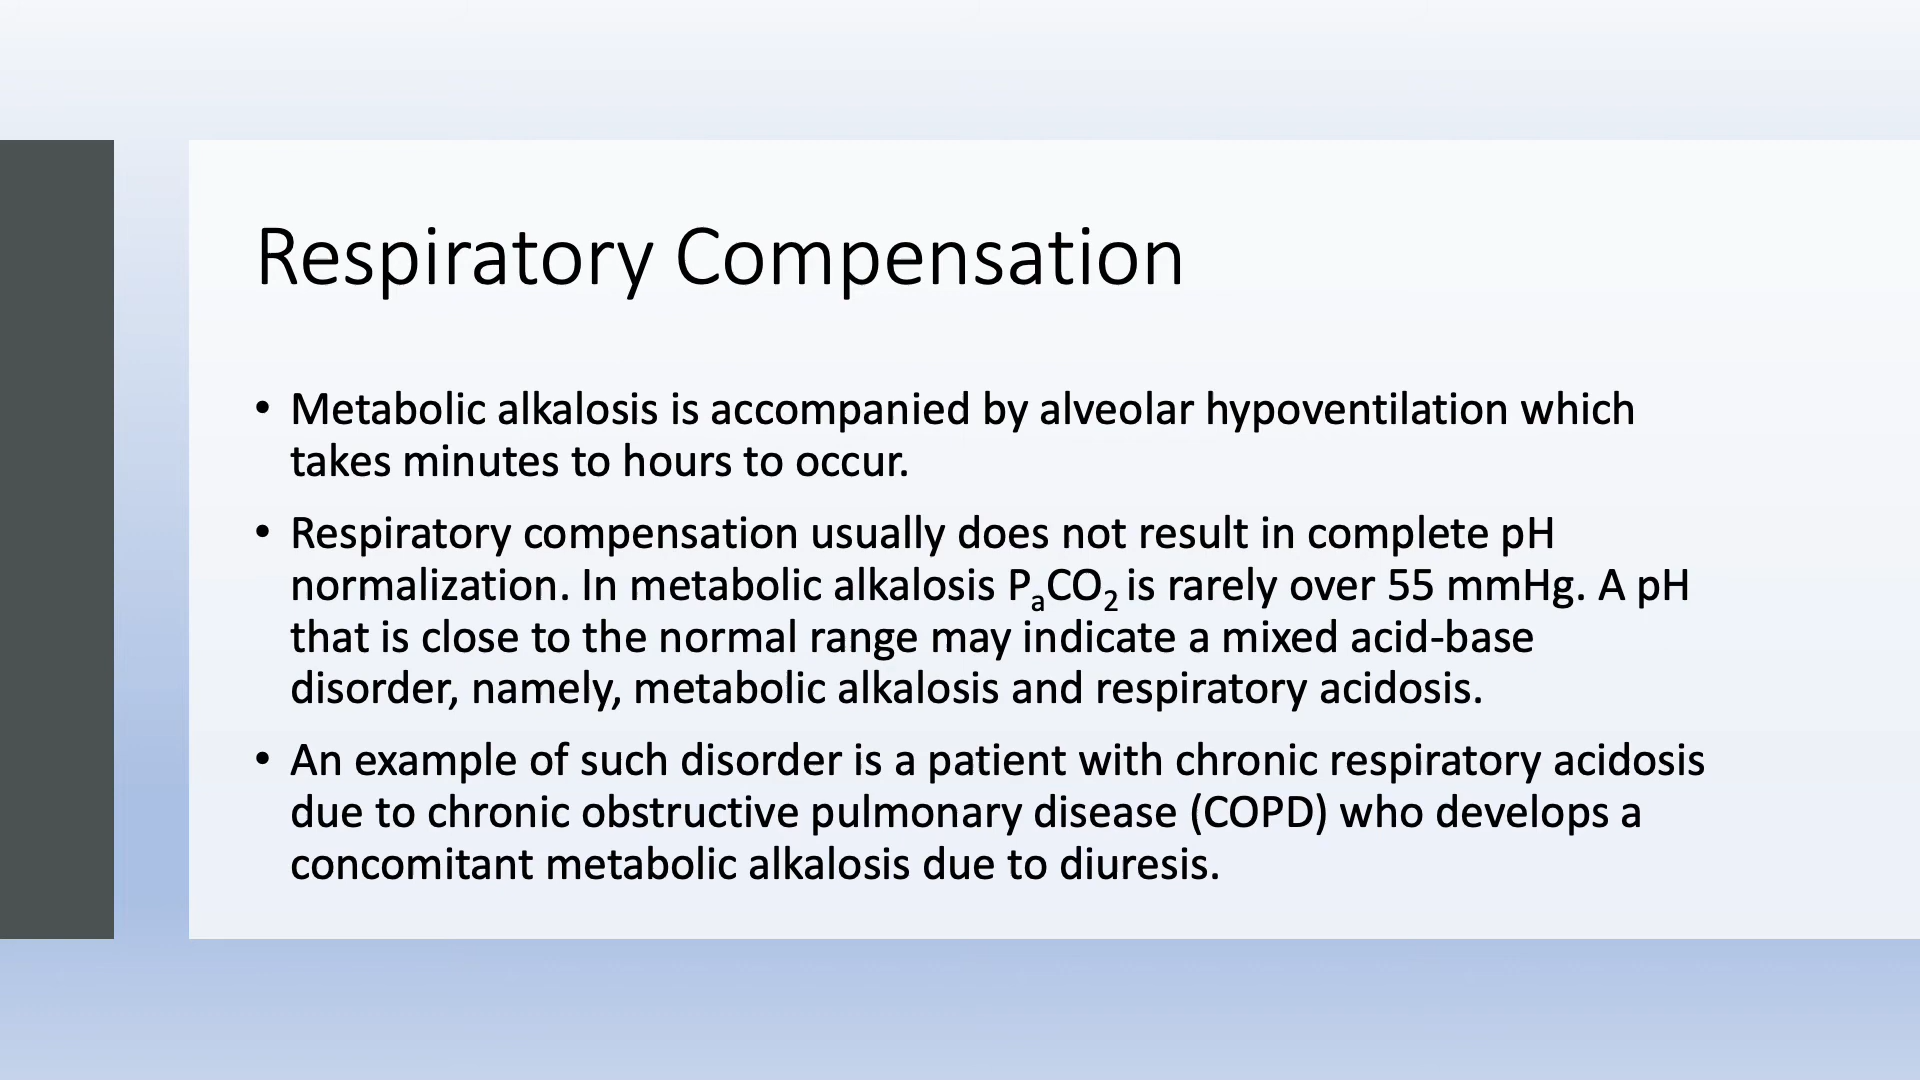 Respiratory Compensation
• Metabolic alkalosis is accompanied by alveolar hypoventilation which
takes minutes to hours to occur.
• Respiratory compensation usually does not result in complete pH
normalization. In metabolic alkalosis PaCO2 is rarely over 55 mmHg. A pH
that is close to the normal range may indicate a mixed acid-base
disorder, namely, metabolic alkalosis and respiratory acidosis.
• An example of such disorder is a patient with chronic respiratory acidosis
due to chronic obstructive pulmonary disease (COPD) who develops a
concomitant metabolic alkalosis due to diuresis.